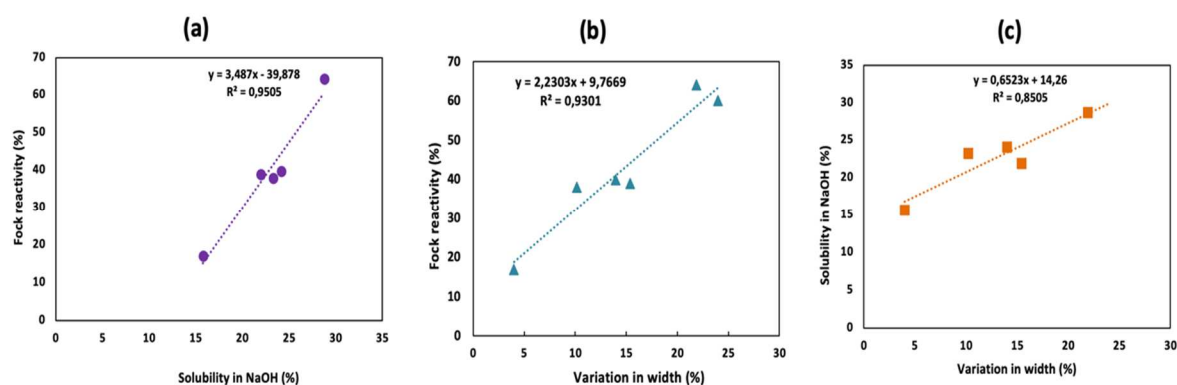 (a)
y = 3,487x - 39,878
R² = 0,9505
Fock reactivity (%)
70
60
50
40
30
20
10
0
0 5 10 15 20 25 30 35
Solubility in NaOH (%)
(b)
y = 2,2303x + 9,7669
R² = 0,9301
Fock reactivity (%)
70
60
50
40
30
20
10
0
0 5 10 15 20 25 30
Variation in width (%)
(c)
y = 0,6523x + 14,26
R² = 0,8505
Solubility in NaOH (%)
35
30
25
20
15
10
5
0
0 5 10 15 20 25 30
Variation in width (%)